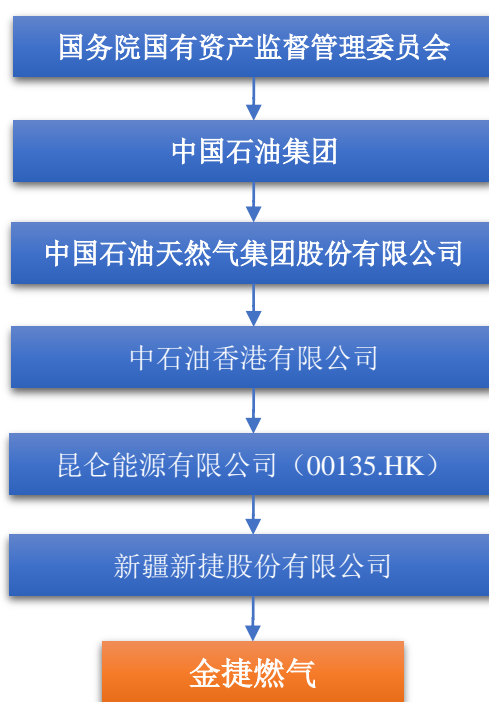 国务院国有资产监督管理委员会
中国石油集团
中国石油天然气集团股份有限公司
中石油香港有限公司
昆仑能源有限公司（00135.HK）
新疆新捷股份有限公司
金捷燃气